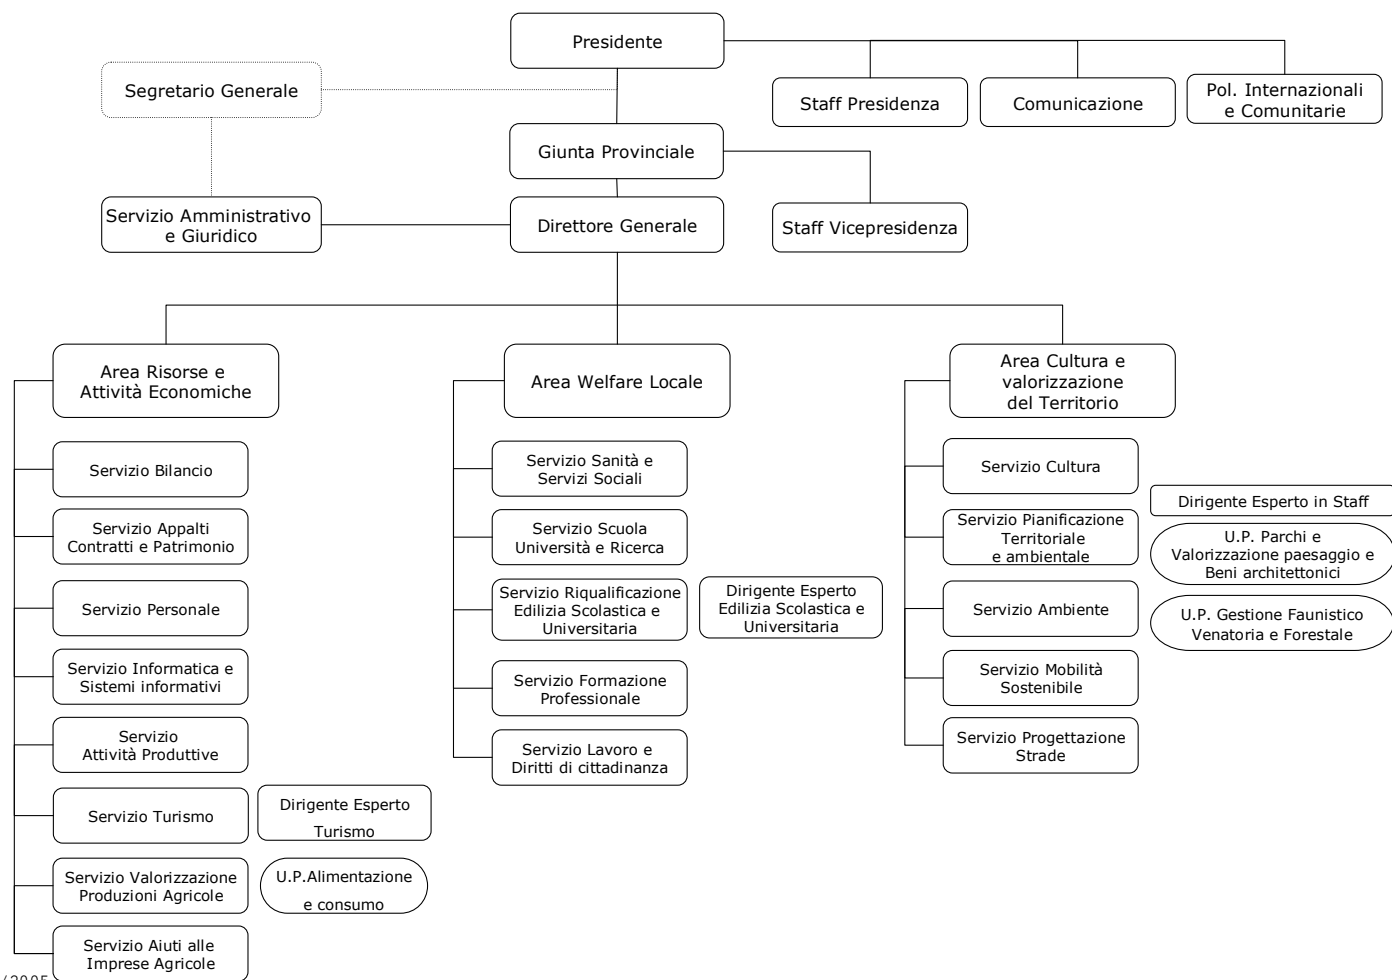 Presidente
Segretario Generale
Staff Presidenza
Comunicazione
Pol. Internazionali
e Comunitarie
Giunta Provinciale
Servizio Amministrativo
e Giuridico
Direttore Generale
Staff Vicepresidenza
Area Risorse e
Attività Economiche
Servizio Bilancio
Servizio Appalti
Contratti e Patrimonio
Servizio Personale
Servizio Informatica e
Sistemi informativi
Servizio
Attività Produttive
Servizio Turismo
Dirigente Esperto
Turismo
Servizio Valorizzazione
Produzioni Agricole
U.P.Alimentazione
e consumo
Servizio Aiuti alle
Imprese Agricole
Area Welfare Locale
Servizio Sanità e
Servizi Sociali
Servizio Scuola
Università e Ricerca
Servizio Riqualificazione
Edilizia Scolastica e
Universitaria
Dirigente Esperto
Edilizia Scolastica e
Universitaria
Servizio Formazione
Professionale
Servizio Lavoro e
Diritti di cittadinanza
Area Cultura e
valorizzazione
del Territorio
Servizio Cultura
Dirigente Esperto in Staff
Servizio Pianificazione
Territoriale
e ambientale
U.P. Parchi e
Valorizzazione paesaggio e
Beni architettonici
Servizio Ambiente
U.P. Gestione Faunistico
Venatoria e Forestale
Servizio Mobilità
Sostenibile
Servizio Progettazione
Strade